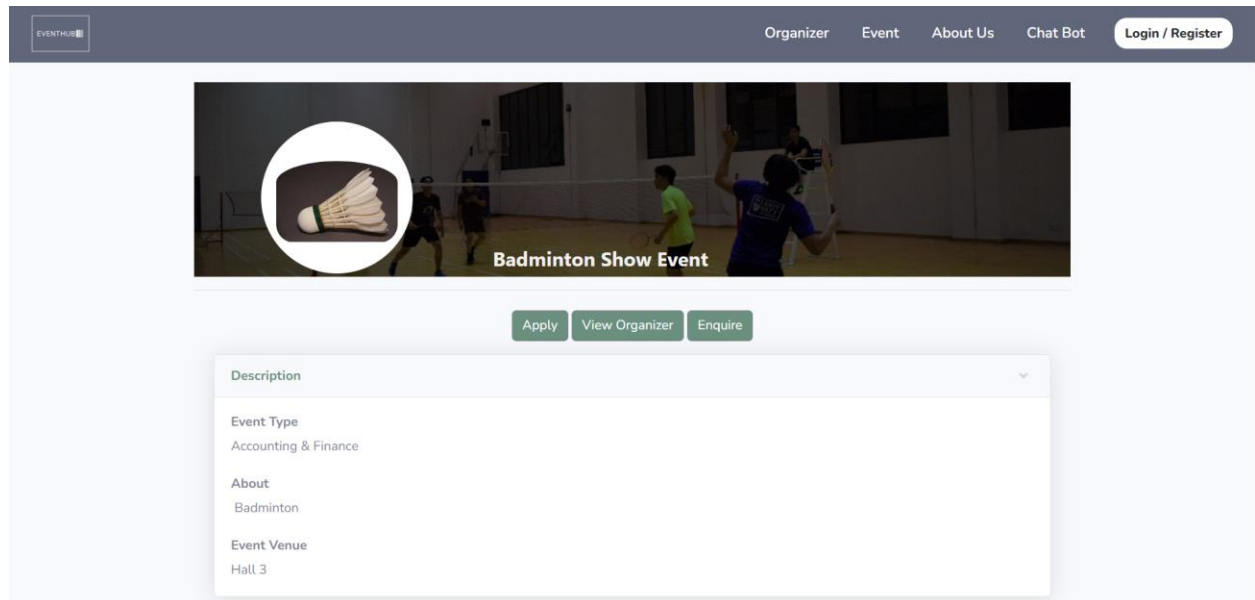 EVENTHUB
Organizer Event About Us Chat Bot Login / Register
Badminton Show Event
Apply View Organizer Enquire
Description
Event Type
Accounting & Finance
About
Badminton
Event Venue
Hall 3